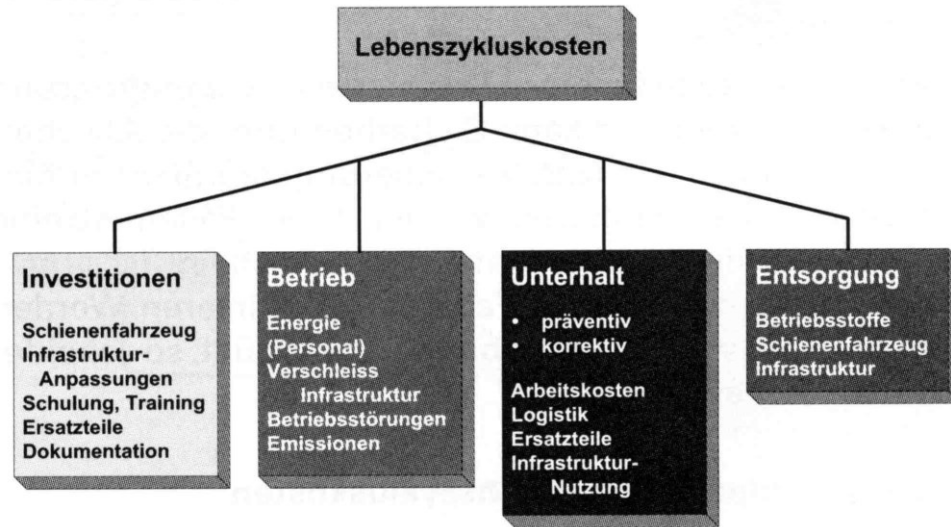 Lebenszykluskosten
Investitionen
Schienenfahrzeug
Infrastruktur-
Anpassungen
Schulung, Training
Ersatzteile
Dokumentation
Betrieb
Energie
(Personal)
Verschleiss
Infrastruktur
Betriebsstörungen
Emissionen
Unterhalt
• präventiv
• korrektiv
Arbeitskosten
Logistik
Ersatzteile
Infrastruktur-
Nutzung
Entsorgung
Betriebsstoffe
Schienenfahrzeug
Infrastruktur